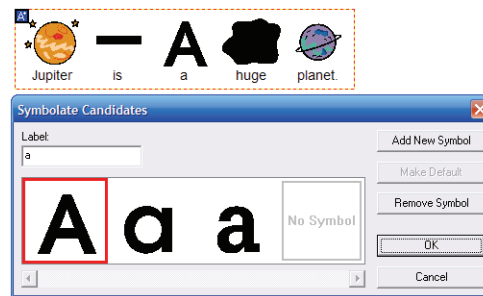 A
A
Jupiter is a huge planet.
Symbolate Candidates
Label:
a
Add New Symbol
Make Default
Remove Symbol
A a a No Symbol
OK
Cancel